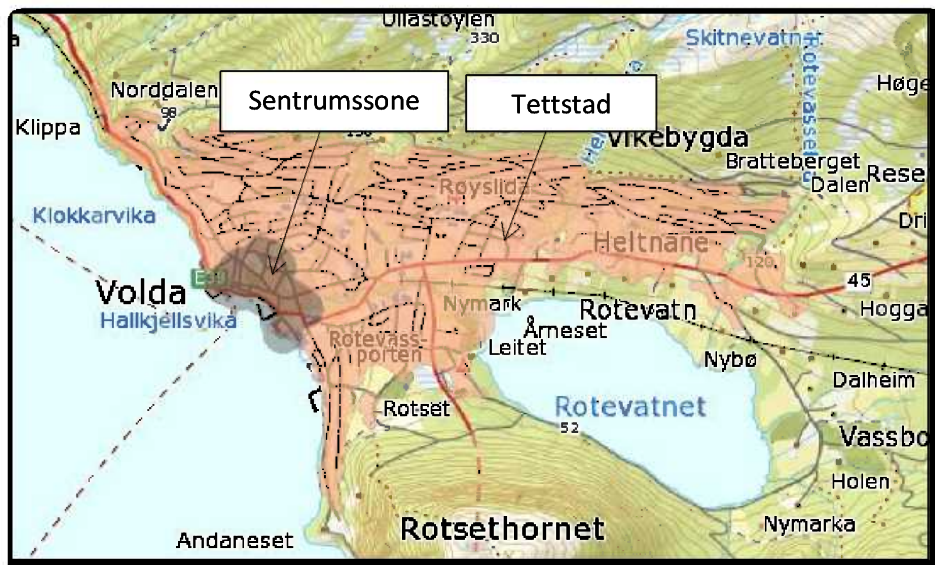 Ullastøylen
330
Skitnevatnet
Norddalen
98
Høge
Sentrumssone
Tettstad
Klippa
Vikebygda
Bratteberget
Rese
Dalen
Røyslida
Klokkarvika
Dri
Heltnane
120
45
Volda
Hallkjellsvika
Nymark
Rotevatn
Hogga
Årneset
Rotevass-
porten
Leitet
Nybø
Dalheim
Rotset
Rotevatnet
52
Vassbo
Holen
Rotsethornet
Nymarka
Andaneset